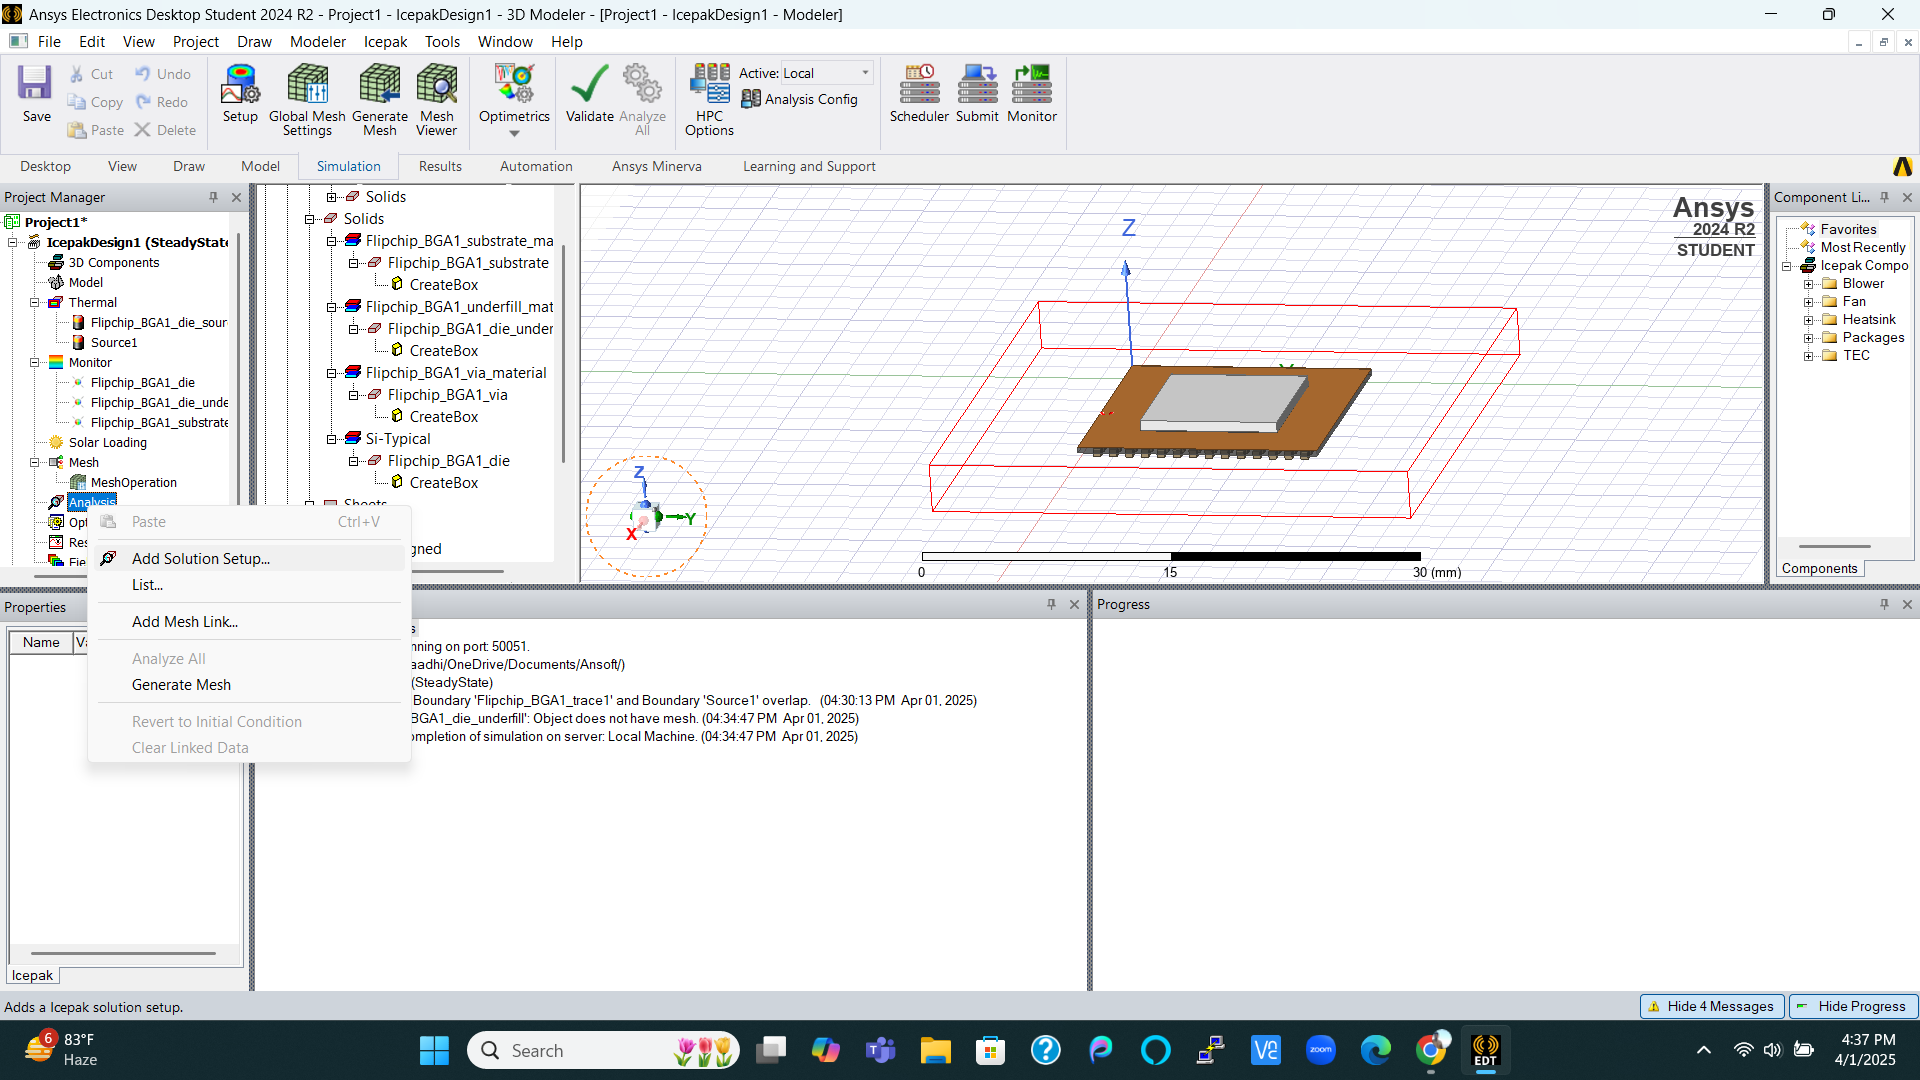 Ansys Electronics Desktop Student 2024 R2 - Project1 - IcepakDesign1 - 3D Modeler - [Project1 - IcepakDesign1 - Modeler]
File Edit View Project Draw Modeler Icepak Tools Window Help
Save
Cut
Copy
Paste
Undo
Redo
Delete
Setup
Global Mesh Settings
Generate Mesh
Mesh Viewer
Optimetrics
Validate
Analyze All
HPC Options
Active: Local
Analysis Config
Scheduler
Submit
Monitor
Desktop View Draw Model Simulation Results Automation Ansys Minerva Learning and Support
Project Manager
Project1*
IcepakDesign1 (SteadyState
3D Components
Model
Thermal
Flipchip_BGA1_die_sour
Source1
Monitor
Flipchip_BGA1_die
Flipchip_BGA1_die_unde
Flipchip_BGA1_substrate
Solar Loading
Mesh
MeshOperation
Analysis
Opt
Res
Fie
Solids
Solids
Flipchip_BGA1_substrate_ma
Flipchip_BGA1_substrate
CreateBox
Flipchip_BGA1_underfill_mat
Flipchip_BGA1_die_under
CreateBox
Flipchip_BGA1_via_material
Flipchip_BGA1_via
CreateBox
Si-Typical
Flipchip_BGA1_die
CreateBox
Sheets
gned
Paste Ctrl+V
Add Solution Setup...
List...
Add Mesh Link...
Analyze All
Generate Mesh
Revert to Initial Condition
Clear Linked Data
Z
Z
Y
X
Ansys
2024 R2
STUDENT
0 15 30 (mm)
Component Li...
Favorites
Most Recently
Icepak Compo
Blower
Fan
Heatsink
Packages
TEC
Components
Properties
Name
Va
Icepak
s
nning on port: 50051.
aadhi/OneDrive/Documents/Ansoft/)
(SteadyState)
Boundary 'Flipchip_BGA1_trace1' and Boundary 'Source1' overlap. (04:30:13 PM Apr 01, 2025)
BGA1_die_underfill': Object does not have mesh. (04:34:47 PM Apr 01, 2025)
ompletion of simulation on server: Local Machine. (04:34:47 PM Apr 01, 2025)
Progress
Adds a Icepak solution setup.
Hide 4 Messages
Hide Progress
6
83°F
Haze
Search
zoom
EDT
4:37 PM
4/1/2025